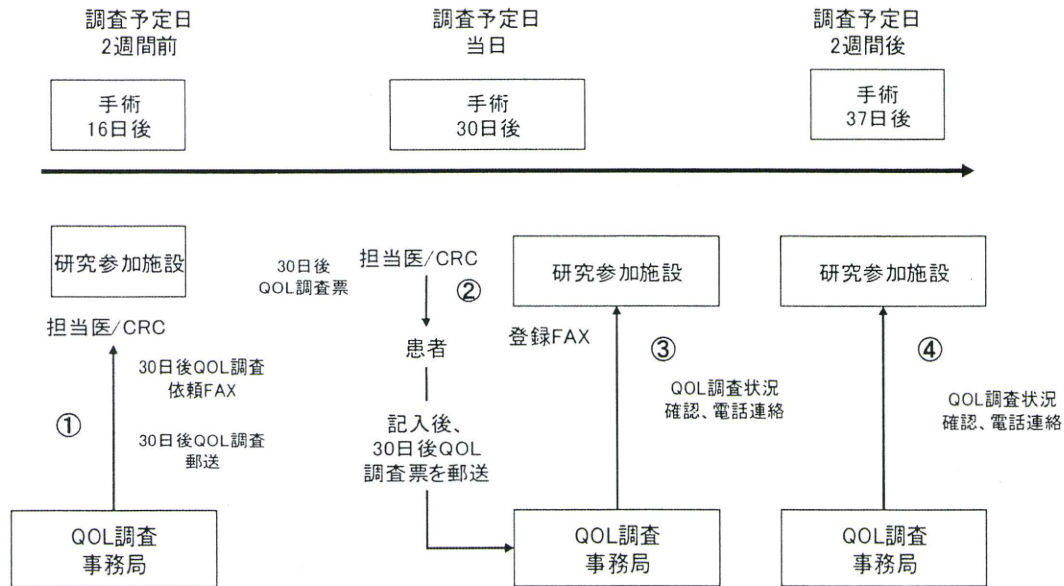 調査予定日
2週間前
調査予定日
当日
調査予定日
2週間後
手術
16日後
手術
30日後
手術
37日後
研究参加施設
担当医/CRC
30日後QOL調査
依頼FAX
①
30日後QOL調査
郵送
QOL調査
事務局
30日後
QOL調査票
担当医/CRC
②
患者
記入後、
30日後QOL
調査票を郵送
研究参加施設
登録FAX
③
QOL調査状況
確認、電話連絡
QOL調査
事務局
研究参加施設
④
QOL調査状況
確認、電話連絡
QOL調査
事務局